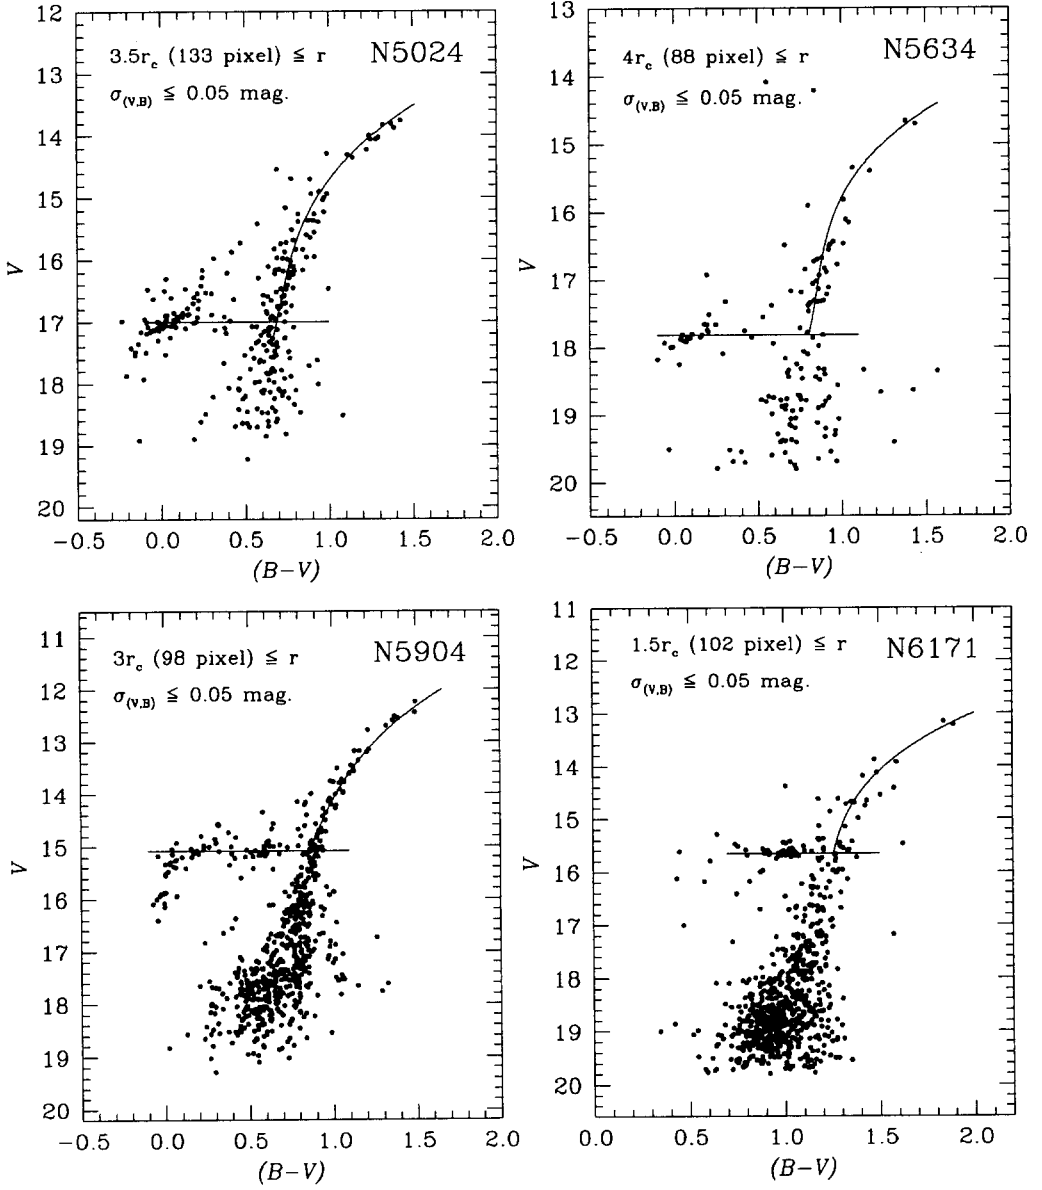 3.5r_c (133 pixel) ≦ r N5024
σ_(V,B) ≦ 0.05 mag.
12
13
14
15
16
17
18
19
20
V
−0.5 0.0 0.5 1.0 1.5 2.0
(B−V)
4r_c (88 pixel) ≦ r N5634
σ_(V,B) ≦ 0.05 mag.
13
14
15
16
17
18
19
20
V
−0.5 0.0 0.5 1.0 1.5 2.0
(B−V)
3r_c (98 pixel) ≦ r N5904
σ_(V,B) ≦ 0.05 mag.
11
12
13
14
15
16
17
18
19
20
V
−0.5 0.0 0.5 1.0 1.5 2.0
(B−V)
1.5r_c (102 pixel) ≦ r N6171
σ_(V,B) ≦ 0.05 mag.
11
12
13
14
15
16
17
18
19
20
V
0.0 0.5 1.0 1.5 2.0
(B−V)